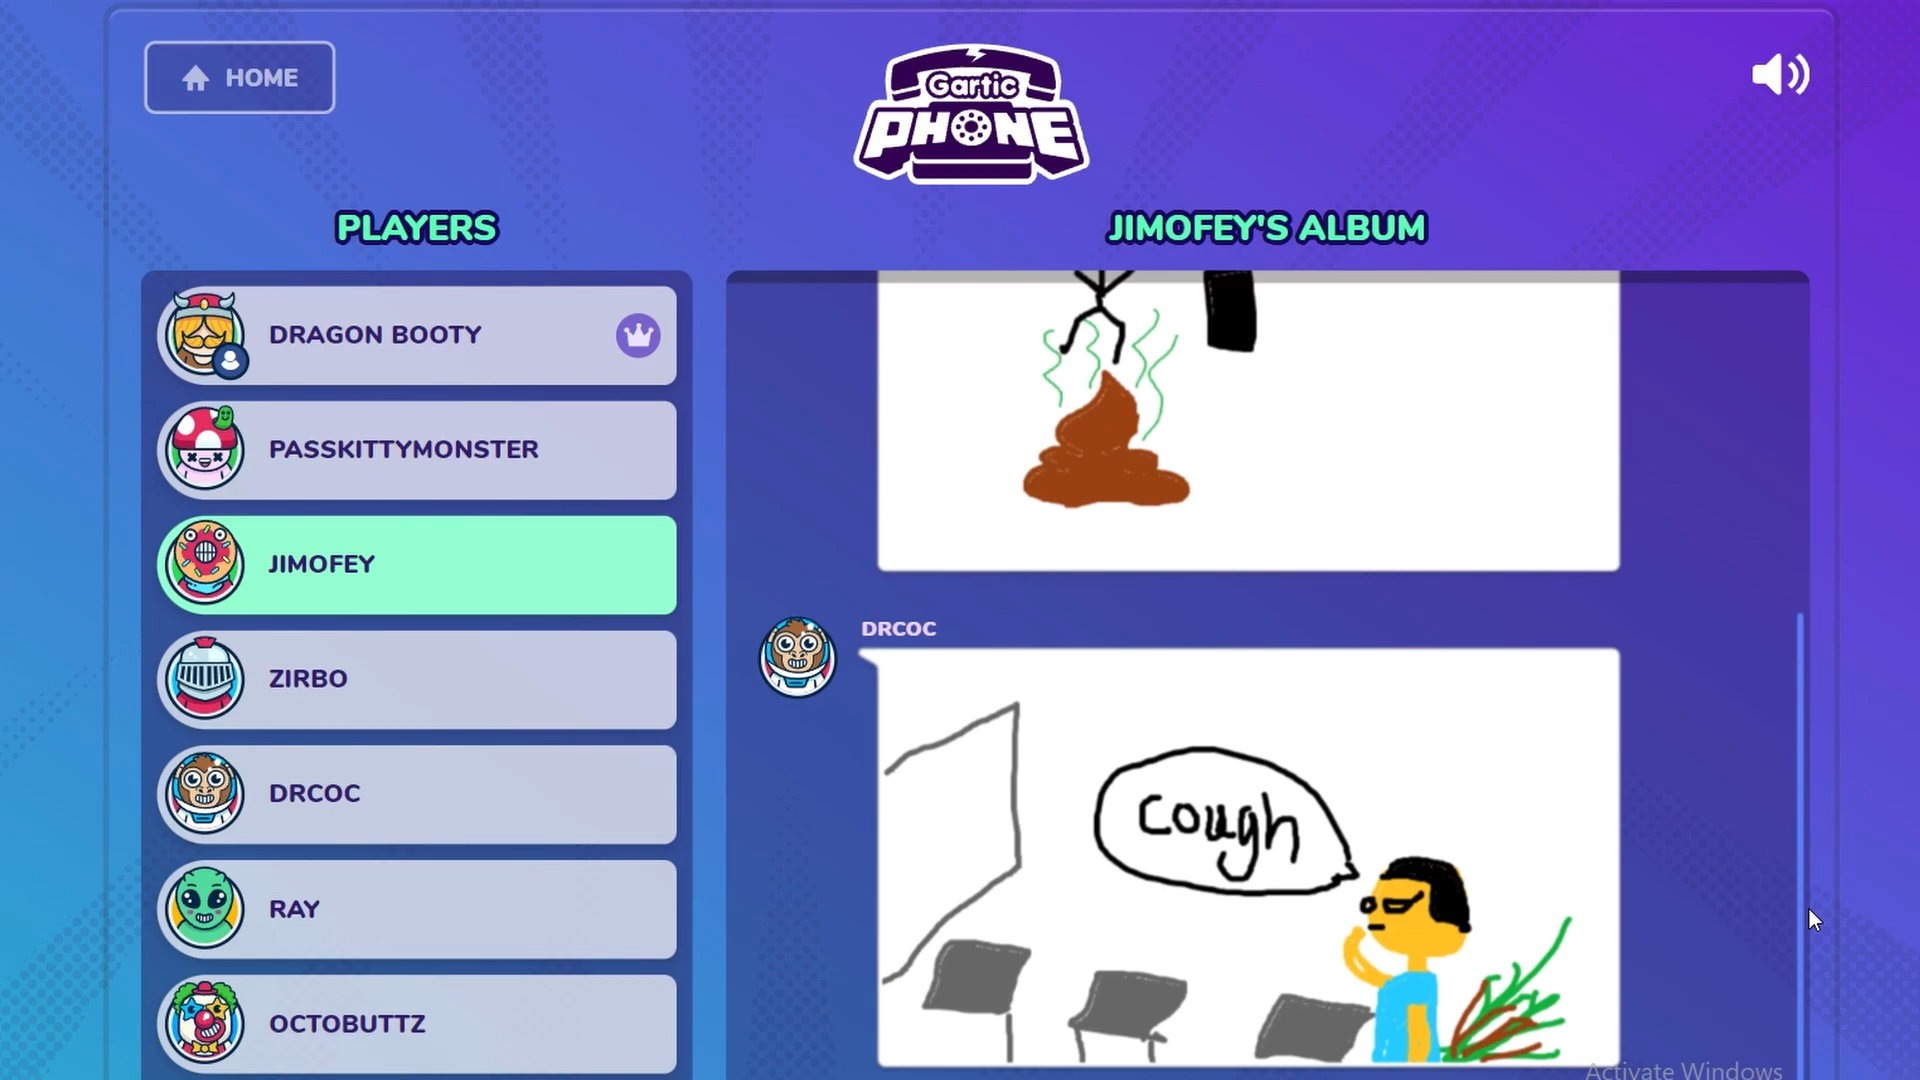 HOME
Gartic
PHONE
PLAYERS
JIMOFEY'S ALBUM
DRAGON BOOTY
PASSKITTYMONSTER
JIMOFEY
ZIRBO
DRCOC
RAY
OCTOBUTTZ
DRCOC
cough
Activate Windows